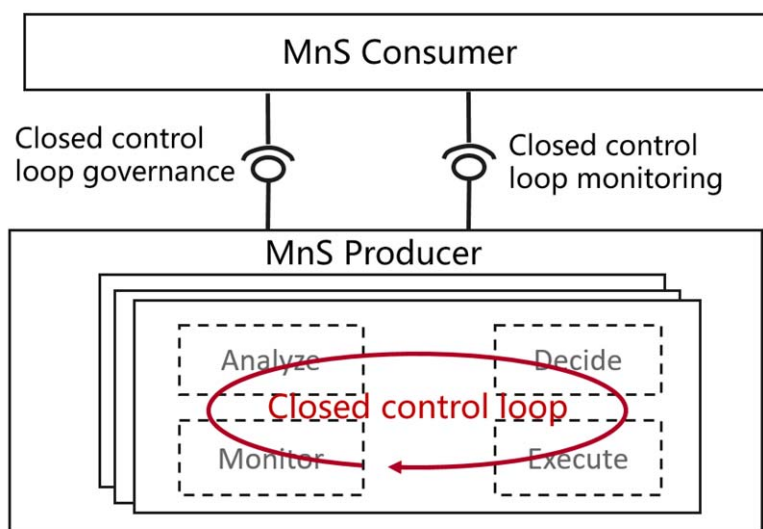 MnS Consumer
Closed control
loop governance
Closed control
loop monitoring
MnS Producer
Analyze
Decide
Closed control loop
Monitor
Execute